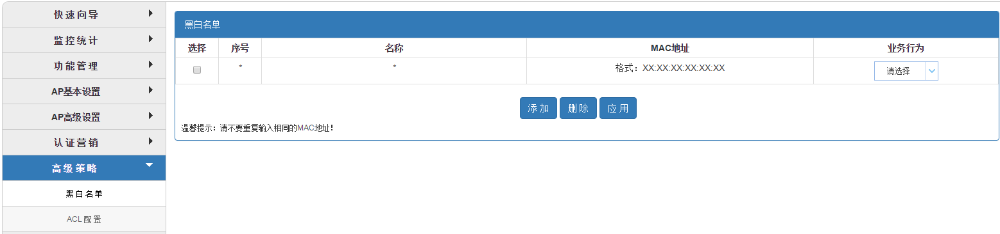 快速向导
监控统计
功能管理
AP基本设置
AP高级设置
认证营销
高级策略
黑白名单
ACL 配置
黑白名单
选择 序号 名称 MAC地址 业务行为
* * 格式：XX:XX:XX:XX:XX:XX 请选择
添加 删除 应用
温馨提示：请不要重复输入相同的MAC地址！